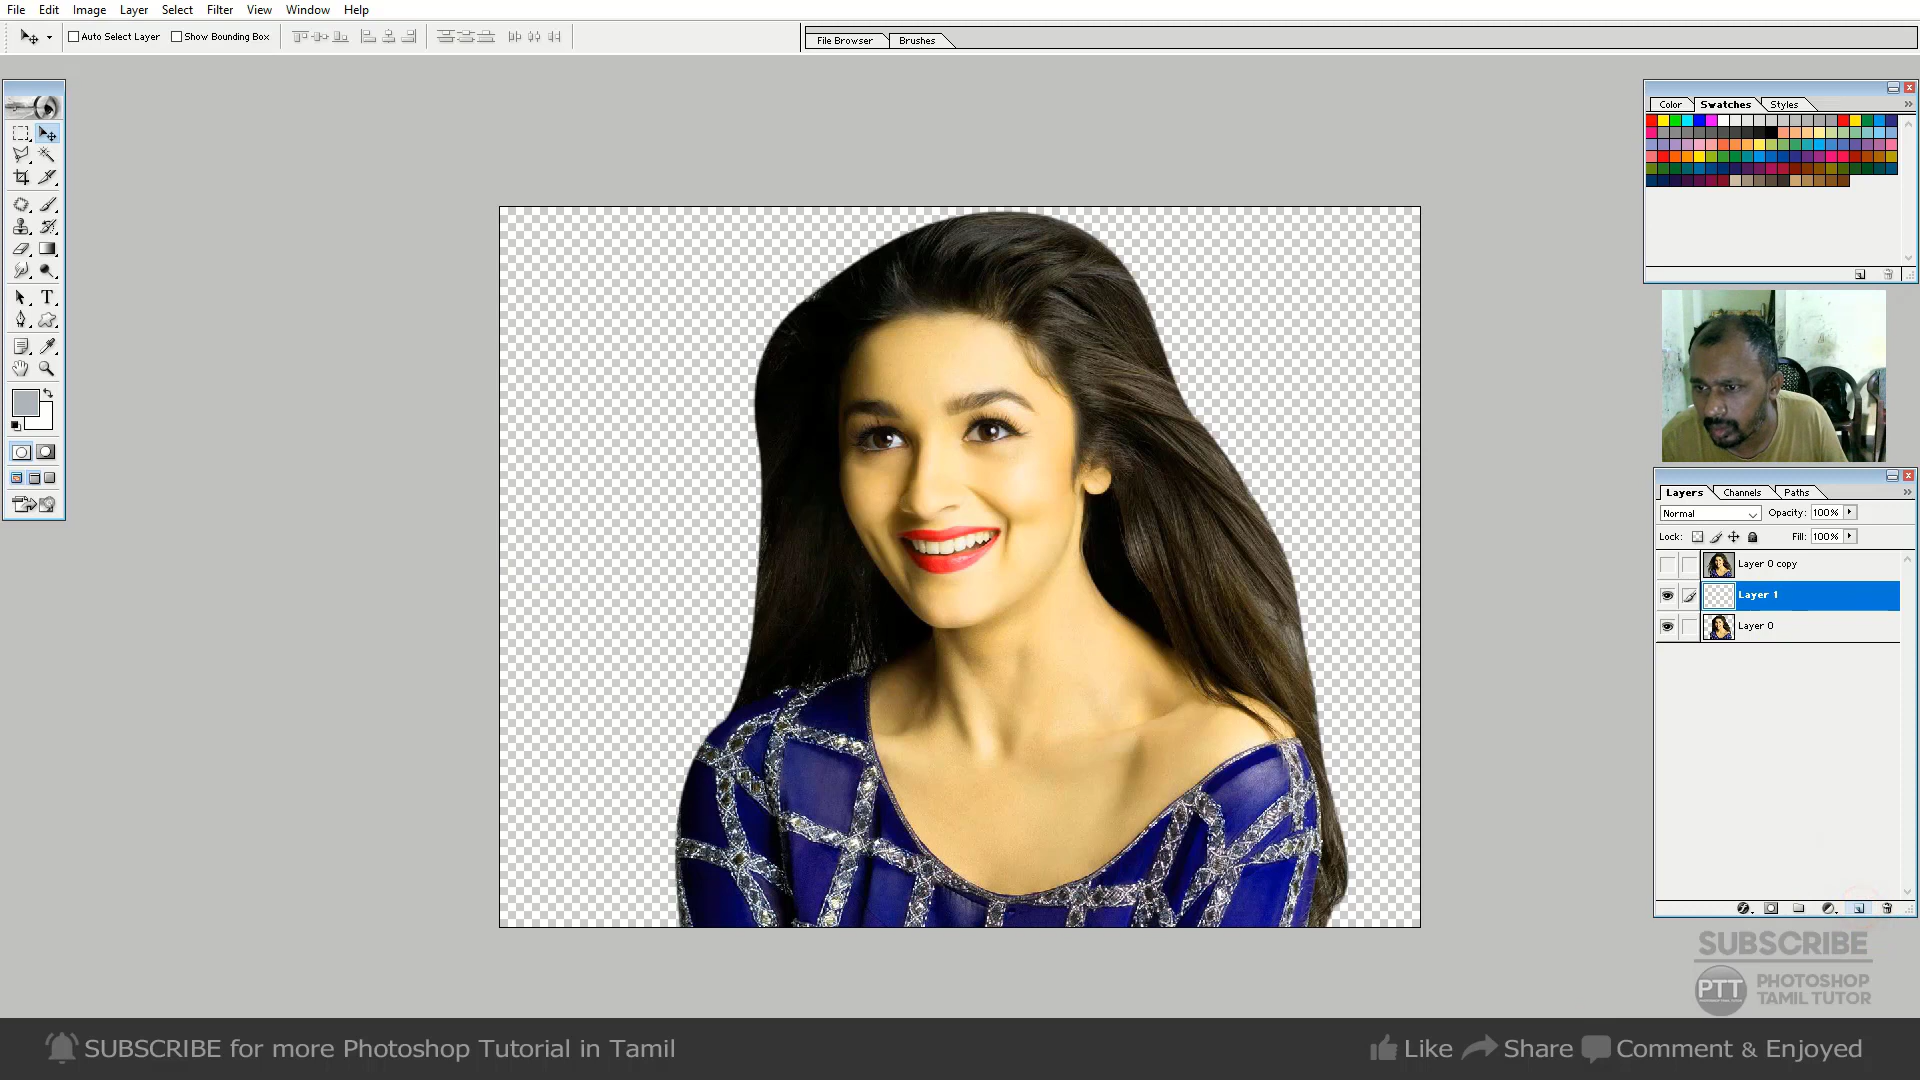 File Edit Image Layer Select Filter View Window Help
Auto Select Layer Show Bounding Box File Browser Brushes
Color Swatches Styles
T
Layers Channels Paths
Normal Opacity: 100%
Lock: Fill: 100%
Layer 0 copy
Layer 1
Layer 0
SUBSCRIBE
PTT PHOTOSHOP
TAMIL TUTOR
SUBSCRIBE for more Photoshop Tutorial in Tamil Like Share Comment & Enjoyed